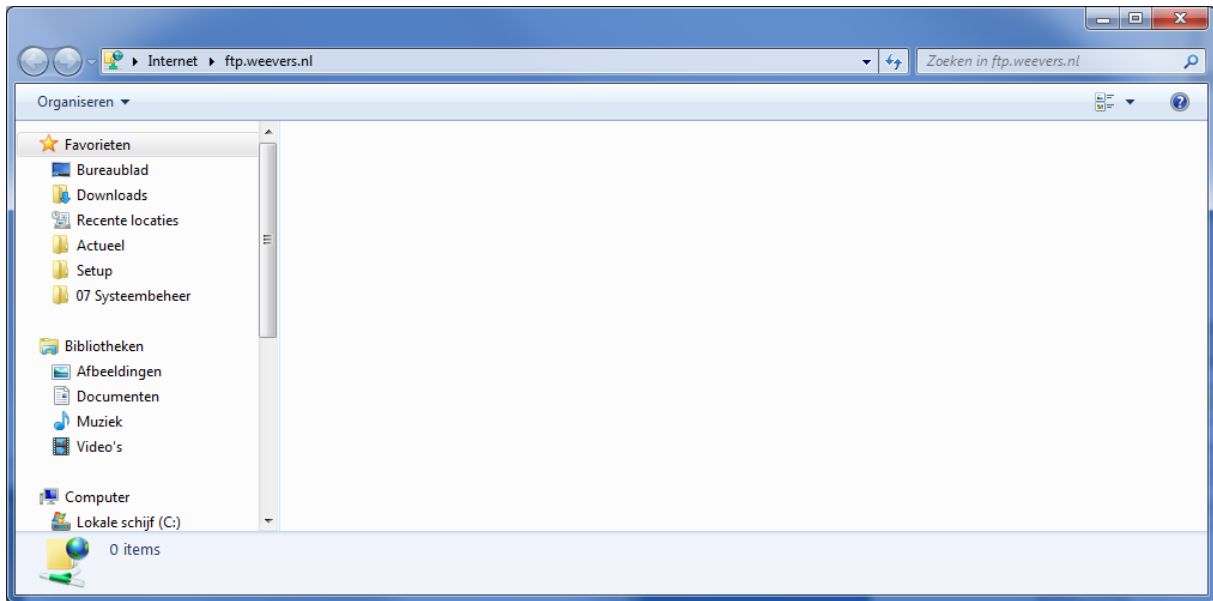 Internet ftp.weevers.nl
Zoeken in ftp.weevers.nl
Organiseren
Favorieten
Bureaublad
Downloads
Recente locaties
Actueel
Setup
07 Systeembeheer
Bibliotheken
Afbeeldingen
Documenten
Muziek
Video's
Computer
Lokale schijf (C:)
0 items